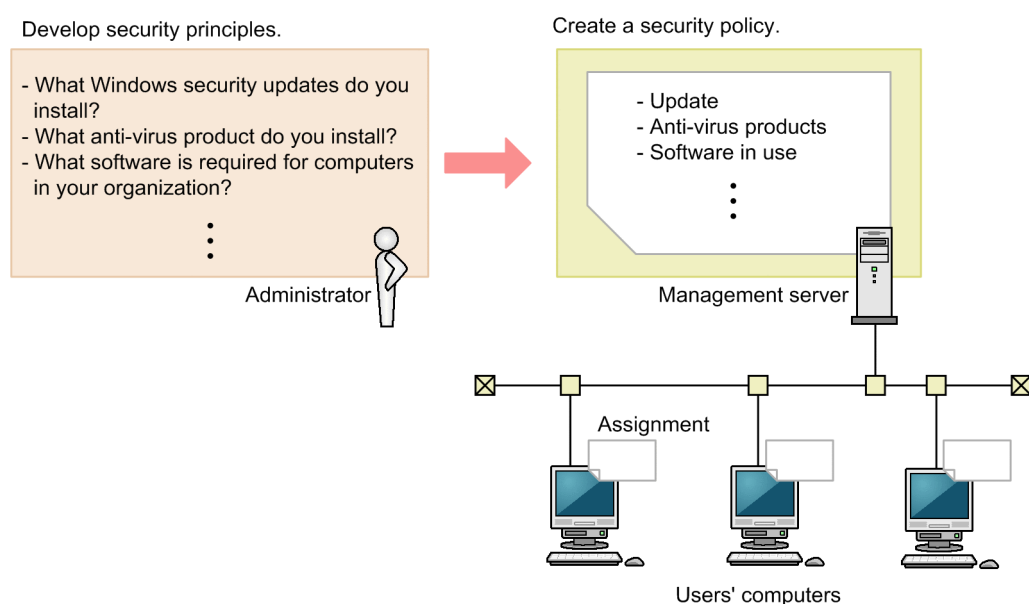 Develop security principles.
- What Windows security updates do you
install?
- What anti-virus product do you install?
- What software is required for computers
in your organization?
Administrator
Create a security policy.
- Update
- Anti-virus products
- Software in use
Management server
Assignment
Users' computers